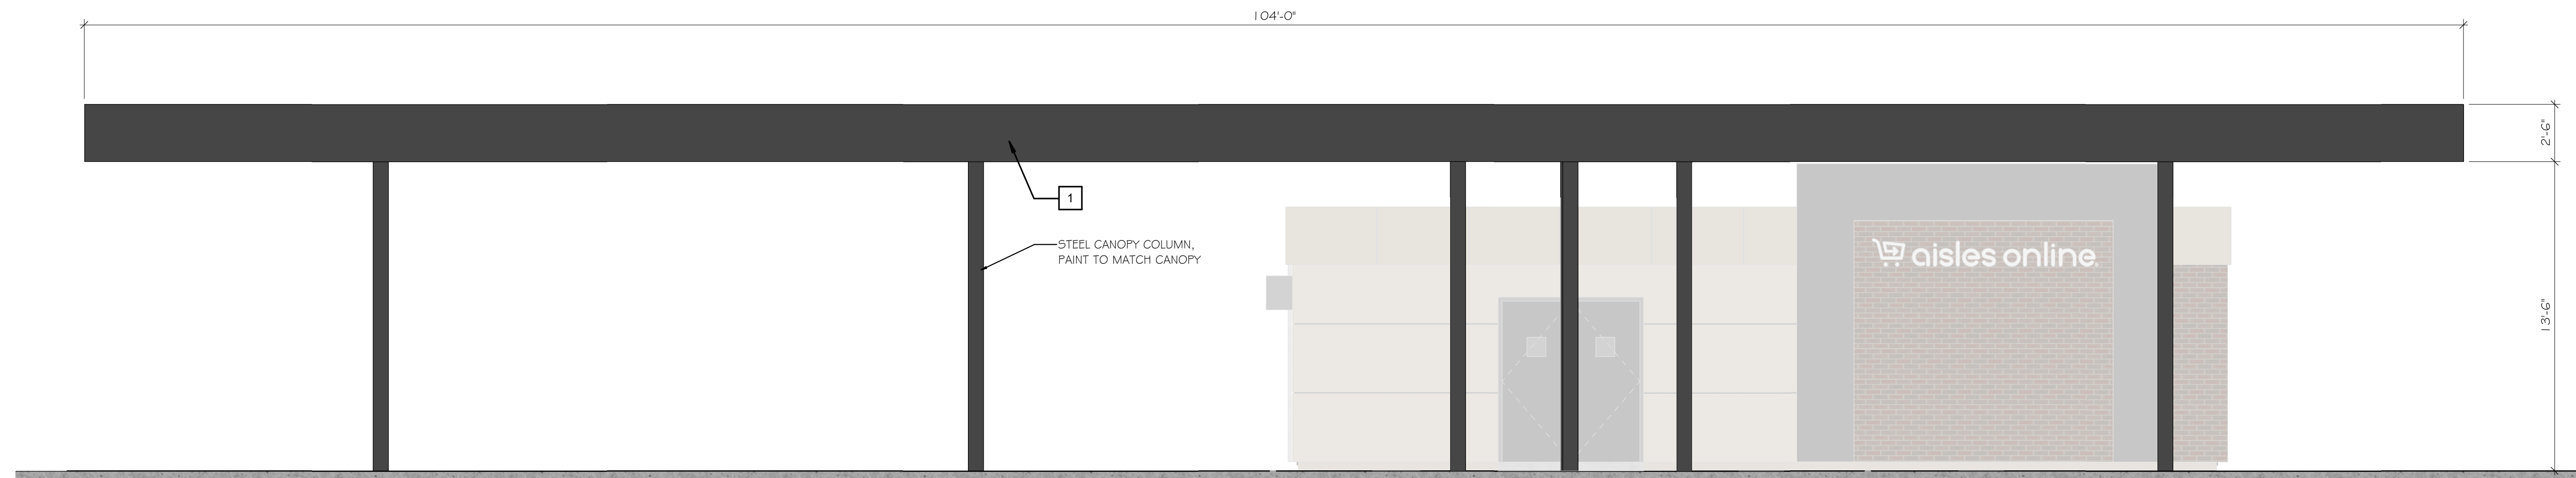 104'-0"
2'-6"
1
STEEL CANOPY COLUMN,
PAINT TO MATCH CANOPY
aisles online
13'-6"